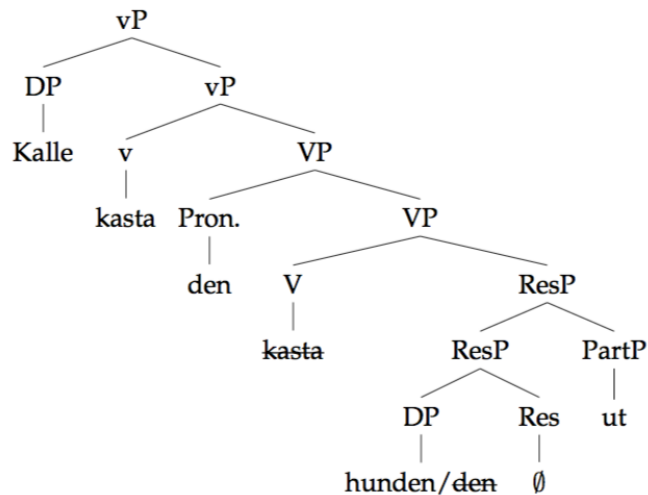 vP
DP vP
Kalle v VP
kasta Pron. VP
den V ResP
kasta ResP PartP
DP Res ut
hunden/den ∅